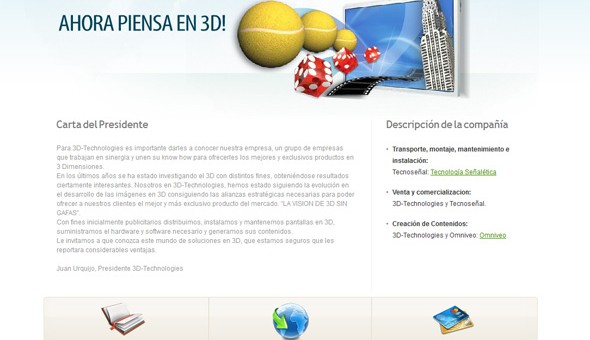 AHORA PIENSA EN 3D!
Carta del Presidente
Para 3D-Technologies es importante darles a conocer nuestra empresa, un grupo de empresas
que trabajan en sinergia y unen su know how para ofrecerles los mejores y exclusivos productos en
3 Dimensiones.
En los últimos años se ha estado investigando el 3D con distintos fines, obteniéndose resultados
ciertamente interesantes. Nosotros en 3D-Technologies, hemos estado siguiendo la evolución en
el desarrollo de las imágenes en 3D consiguiendo las alianzas estratégicas necesarias para poder
ofrecer a nuestros clientes el mejor y más exclusivo producto del mercado. "LA VISION DE 3D SIN
GAFAS".
Con fines inicialmente publicitarios distribuimos, instalamos y mantenemos pantallas en 3D,
suministramos el hardware y software necesario y generamos sus contenidos.
Le invitamos a que conozca este mundo de soluciones en 3D, que estamos seguros que les
reportara considerables ventajas.
Juan Urquijo, Presidente 3D-Technologies
Descripción de la compañía
Transporte, montaje, mantenimiento e
instalación:
Tecnoseñal: Tecnología Señalética
Venta y comercializacion:
3D-Technologies y Tecnoseñal.
Creación de Contenidos:
3D-Technologies y Omniveo: Omniveo